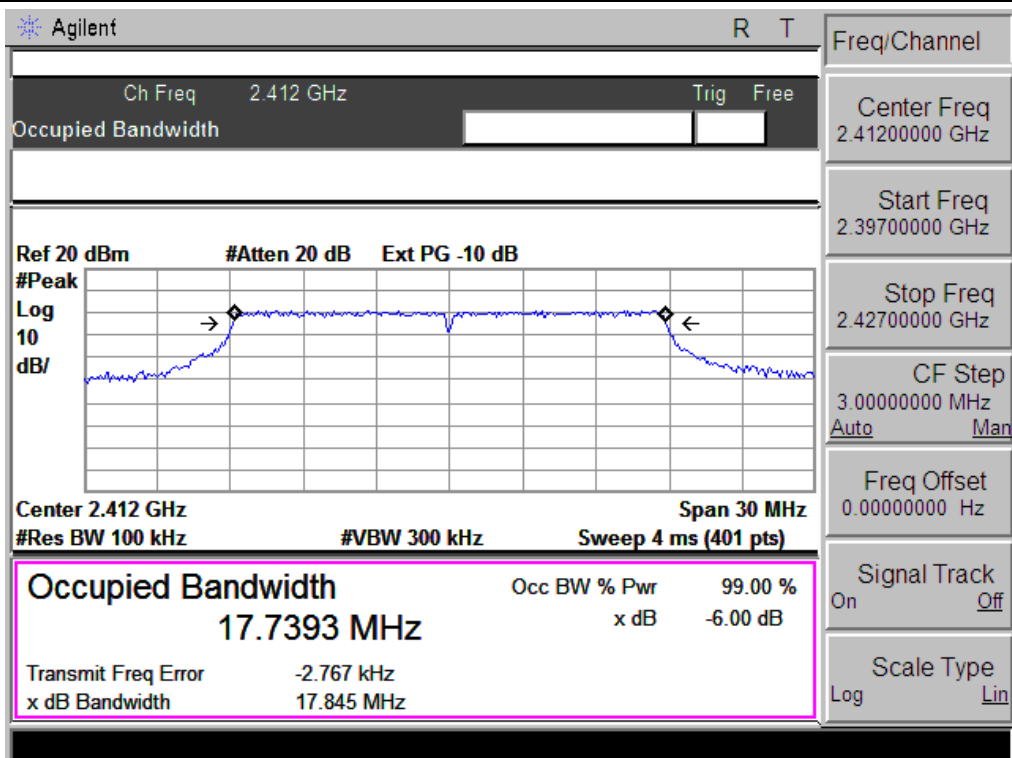 Agilent R T
Ch Freq 2.412 GHz Trig Free
Occupied Bandwidth
Ref 20 dBm #Atten 20 dB Ext PG -10 dB
#Peak
Log
10
dB/
Center 2.412 GHz Span 30 MHz
#Res BW 100 kHz #VBW 300 kHz Sweep 4 ms (401 pts)
Occupied Bandwidth Occ BW % Pwr 99.00 %
17.7393 MHz x dB -6.00 dB
Transmit Freq Error -2.767 kHz
x dB Bandwidth 17.845 MHz
Freq/Channel
Center Freq
2.41200000 GHz
Start Freq
2.39700000 GHz
Stop Freq
2.42700000 GHz
CF Step
3.00000000 MHz
Auto Man
Freq Offset
0.00000000 Hz
Signal Track
On Off
Scale Type
Log Lin